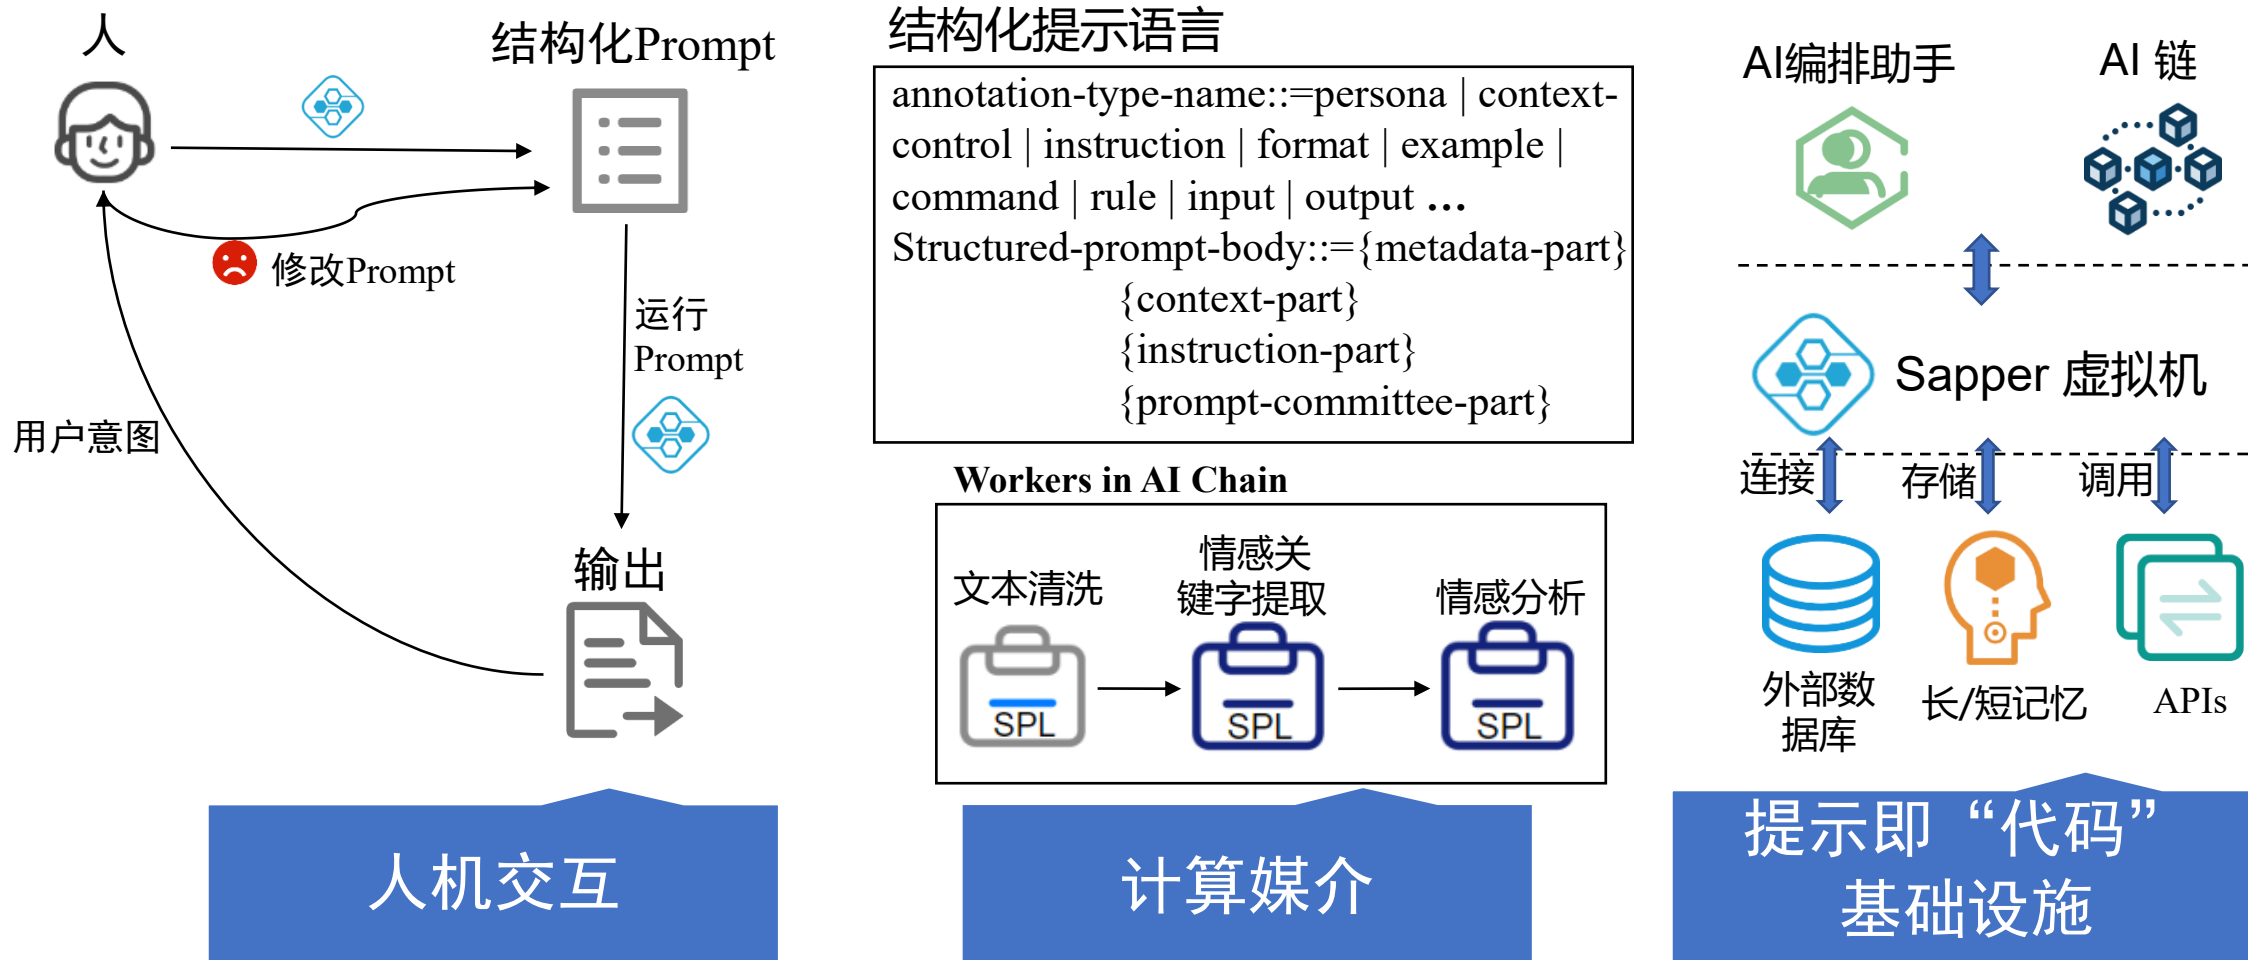 人
结构化Prompt
修改Prompt
运行
Prompt
用户意图
输出
人机交互
结构化提示语言
annotation-type-name::=persona | context-
control | instruction | format | example |
command | rule | input | output ...
Structured-prompt-body::={metadata-part}
{context-part}
{instruction-part}
{prompt-committee-part}
Workers in AI Chain
文本清洗
情感关
键字提取
情感分析
SPL
SPL
SPL
计算媒介
AI编排助手
AI 链
Sapper 虚拟机
连接
存储
调用
外部数
据库
长/短记忆
APIs
提示即“代码”
基础设施